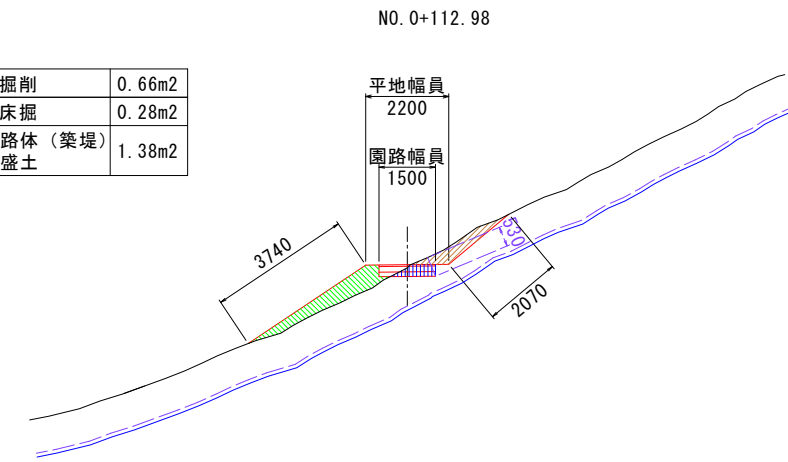 NO.0+112.98
掘削 0.66m2
床掘 0.28m2
路体（築堤）
盛土 1.38m2
平地幅員
2200
園路幅員
1500
3740
530
2070